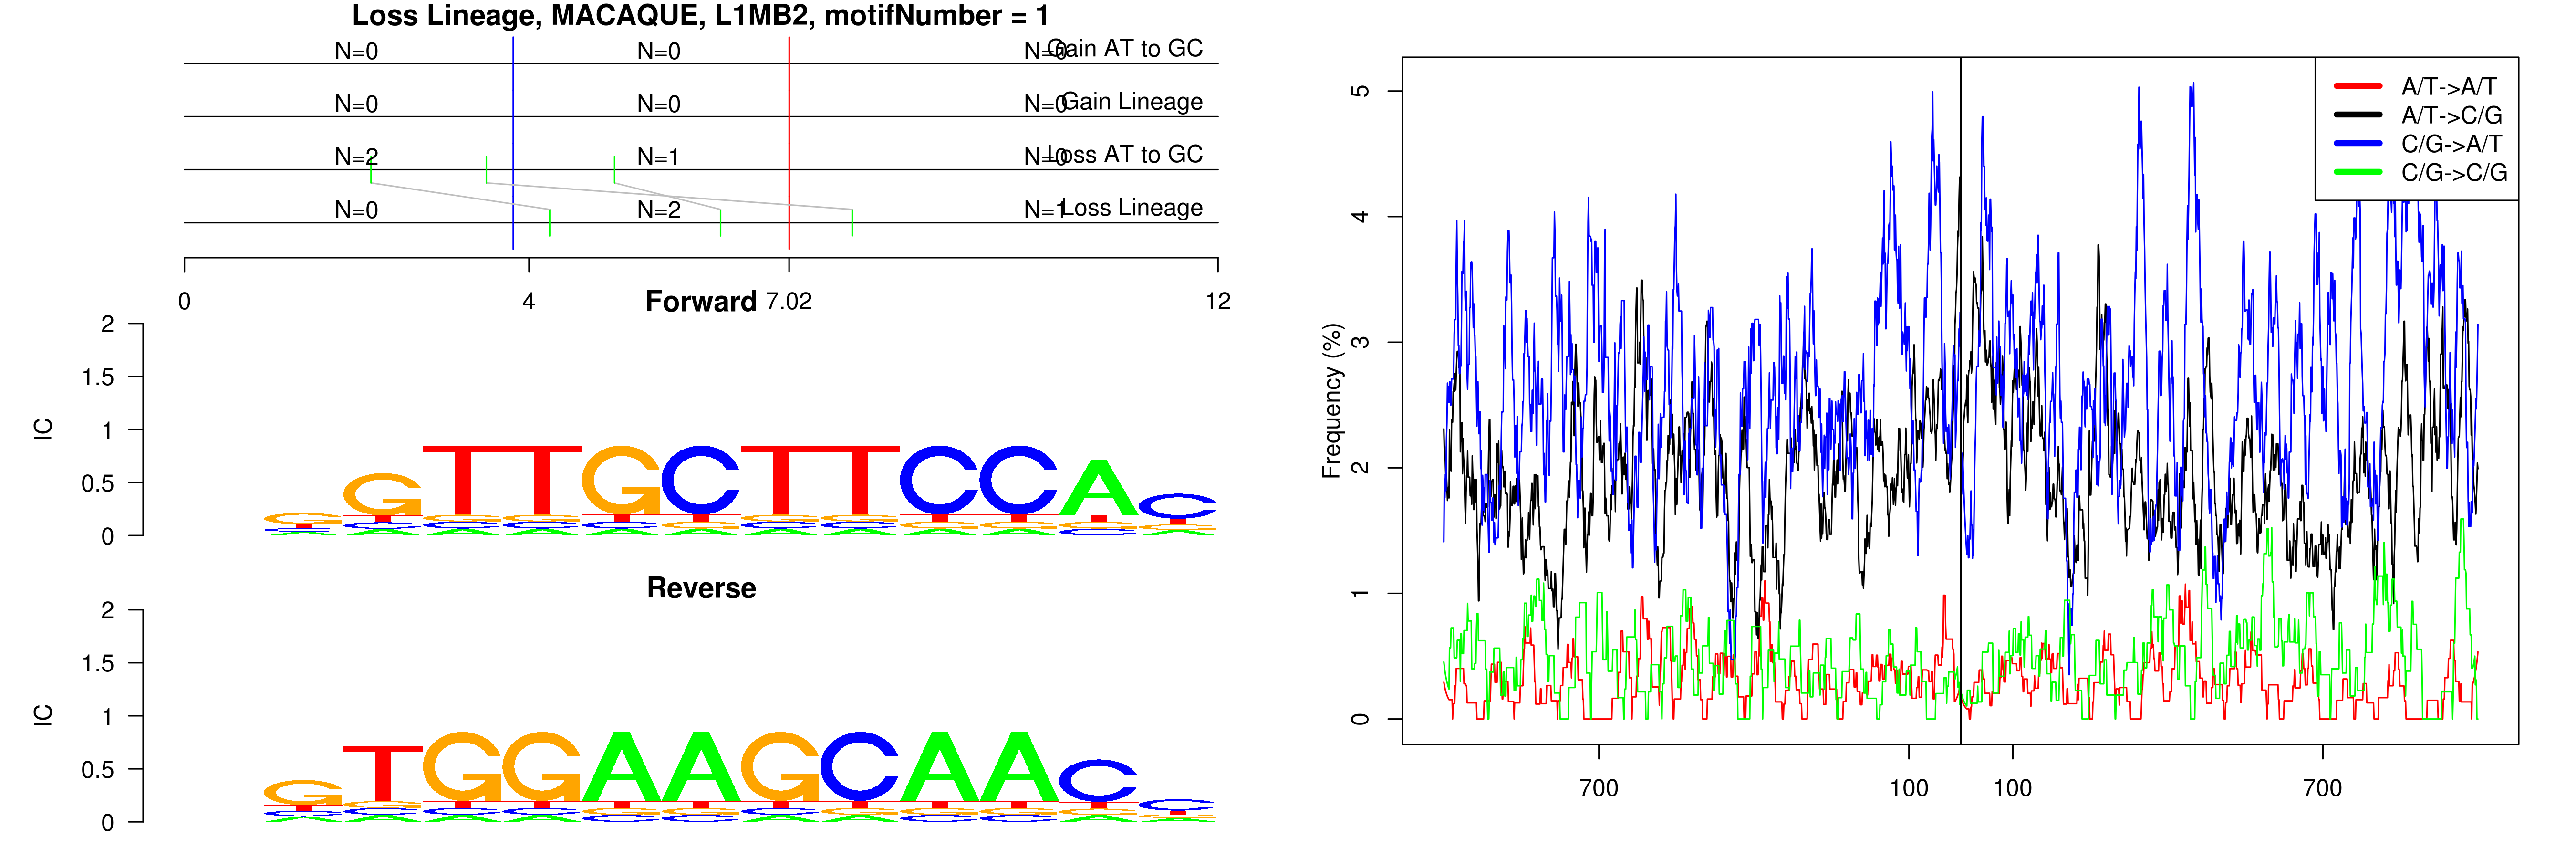 Loss Lineage, MACAQUE, L1MB2, motifNumber = 1
N=0 N=0 N=0 Gain AT to GC
N=0 N=0 N=0 Gain Lineage
N=2 N=1 N=0 Loss AT to GC
N=0 N=2 N=1 Loss Lineage
0 4 7.02 12
Forward
IC
2
1.5
1
0.5
0
GGTTGCTTCCAC
Reverse
IC
2
1.5
1
0.5
0
GTGGAAGCAACC
Frequency (%)
5
4
3
2
1
0
700 100 100 700
A/T->A/T
A/T->C/G
C/G->A/T
C/G->C/G